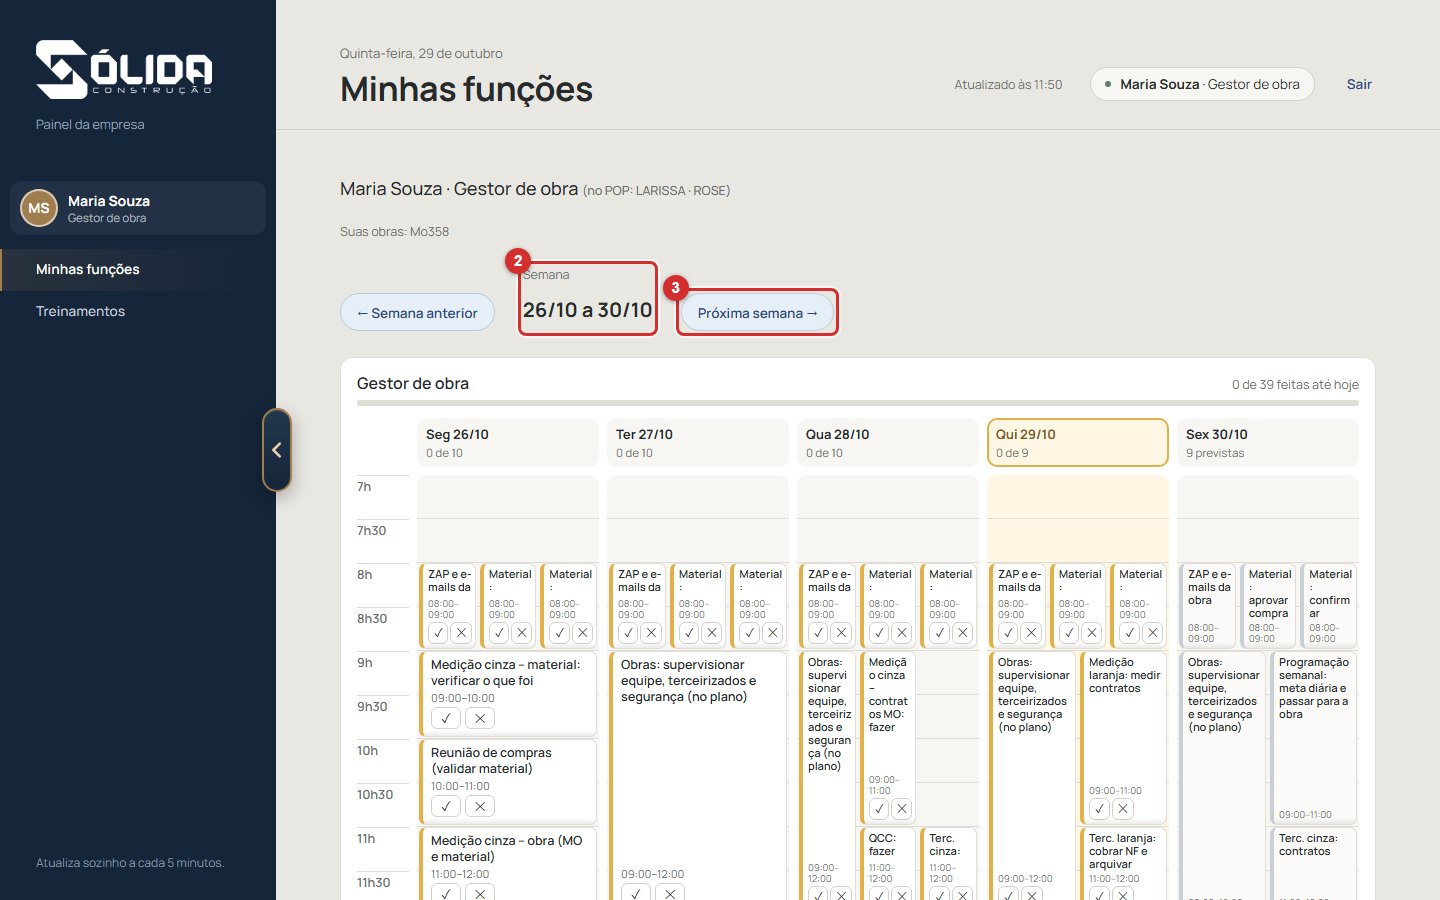 SÓLIDA
CONSTRUÇÃO
Painel da empresa
MS
Maria Souza
Gestor de obra
Minhas funções
Treinamentos
Atualiza sozinho a cada 5 minutos.
Quinta-feira, 29 de outubro
Minhas funções
Atualizado às 11:50
Maria Souza · Gestor de obra
Sair
Maria Souza · Gestor de obra (no POP: LARISSA · ROSE)
Suas obras: Mo358
← Semana anterior
2
Semana
26/10 a 30/10
3
Próxima semana →
Gestor de obra
0 de 39 feitas até hoje
Seg 26/10
0 de 10
Ter 27/10
0 de 10
Qua 28/10
0 de 10
Qui 29/10
0 de 9
Sex 30/10
9 previstas
7h
7h30
8h
8h30
9h
9h30
10h
10h30
11h
11h30
ZAP e e-
mails da
08:00–
09:00
✓ ✕
Material
:
08:00–
09:00
✓ ✕
Material
:
08:00–
09:00
✓ ✕
Medição cinza – material:
verificar o que foi
09:00–10:00
✓ ✕
Reunião de compras
(validar material)
10:00–11:00
✓ ✕
Medição cinza – obra (MO
e material)
11:00–12:00
✓ ✕
ZAP e e-
mails da
08:00–
09:00
✓ ✕
Material
:
08:00–
09:00
✓ ✕
Material
:
08:00–
09:00
✓ ✕
Obras: supervisionar
equipe, terceirizados e
segurança (no plano)
09:00–12:00
✓ ✕
ZAP e e-
mails da
08:00–
09:00
✓ ✕
Material
:
08:00–
09:00
✓ ✕
Material
:
08:00–
09:00
✓ ✕
Obras:
supervi
sionar
equipe,
terceiriz
ados e
seguran
ça (no
plano)
09:00–
12:00
✓ ✕
Mediçã
o cinza
–
contrat
os MO:
fazer
09:00–
11:00
✓ ✕
QCC:
fazer
11:00–
12:00
✓ ✕
Terc.
cinza:
11:00–
12:00
✓ ✕
ZAP e e-
mails da
08:00–
09:00
✓ ✕
Material
:
08:00–
09:00
✓ ✕
Material
:
08:00–
09:00
✓ ✕
Obras:
supervisionar
equipe,
terceirizados
e segurança
(no plano)
09:00–12:00
✓ ✕
Medição
laranja: medir
contratos
09:00–11:00
✓ ✕
Terc. laranja:
cobrar NF e
arquivar
11:00–12:00
✓ ✕
ZAP e e-
mails da
obra
08:00–
09:00
Material
:
aprovar
compra
08:00–
09:00
Material
:
confirm
ar
08:00–
09:00
Obras:
supervisionar
equipe,
terceirizados
e segurança
(no plano)
Programação
semanal:
meta diária e
passar para a
obra
09:00–11:00
Terc. cinza:
contratos